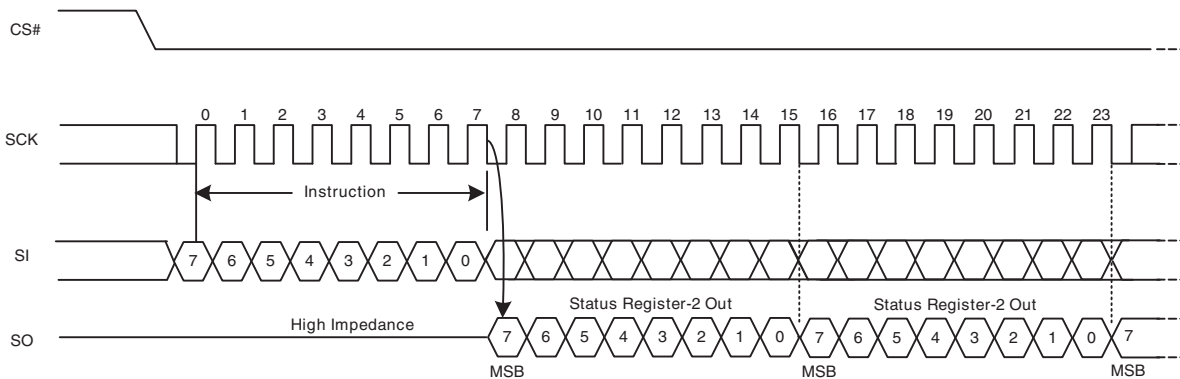 CS#
0 1 2 3 4 5 6 7 8 9 10 11 12 13 14 15 16 17 18 19 20 21 22 23
SCK
Instruction
SI
7 6 5 4 3 2 1 0
Status Register-2 Out Status Register-2 Out
High Impedance
SO
7 6 5 4 3 2 1 0 7 6 5 4 3 2 1 0 7
MSB MSB MSB